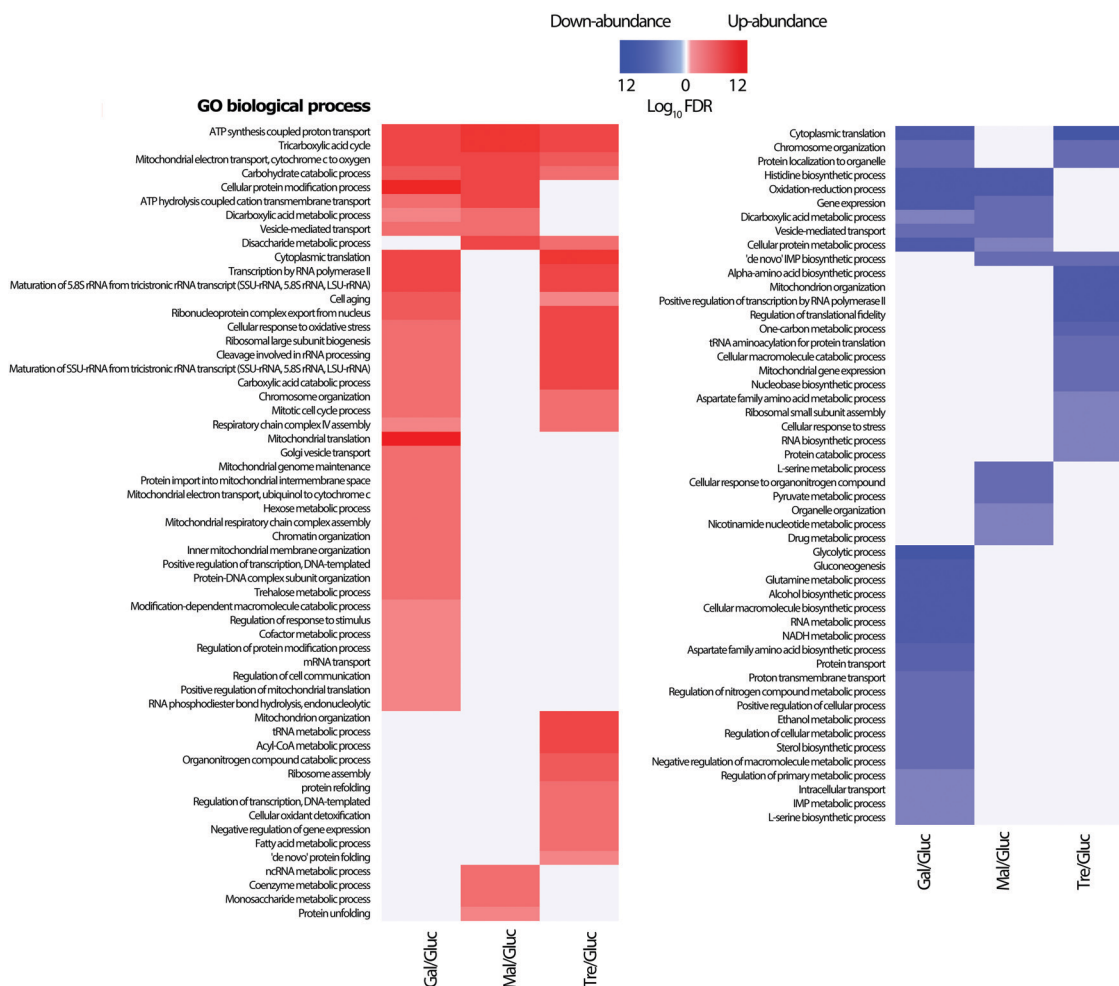 Down-abundance
Up-abundance
12
0
12
Log10 FDR
GO biological process
ATP synthesis coupled proton transport
Tricarboxylic acid cycle
Mitochondrial electron transport, cytochrome c to oxygen
Carbohydrate catabolic process
Cellular protein modification process
ATP hydrolysis coupled cation transmembrane transport
Dicarboxylic acid metabolic process
Vesicle-mediated transport
Disaccharide metabolic process
Cytoplasmic translation
Transcription by RNA polymerase II
Maturation of 5.8S rRNA from tricistronic rRNA transcript (SSU-rRNA, 5.8S rRNA, LSU-rRNA)
Cell aging
Ribonucleoprotein complex export from nucleus
Cellular response to oxidative stress
Ribosomal large subunit biogenesis
Cleavage involved in rRNA processing
Maturation of SSU-rRNA from tricistronic rRNA transcript (SSU-rRNA, 5.8S rRNA, LSU-rRNA)
Carboxylic acid catabolic process
Chromosome organization
Mitotic cell cycle process
Respiratory chain complex IV assembly
Mitochondrial translation
Golgi vesicle transport
Mitochondrial genome maintenance
Protein import into mitochondrial intermembrane space
Mitochondrial electron transport, ubiquinol to cytochrome c
Hexose metabolic process
Mitochondrial respiratory chain complex assembly
Chromatin organization
Inner mitochondrial membrane organization
Positive regulation of transcription, DNA-templated
Protein-DNA complex subunit organization
Trehalose metabolic process
Modification-dependent macromolecule catabolic process
Regulation of response to stimulus
Cofactor metabolic process
Regulation of protein modification process
mRNA transport
Regulation of cell communication
Positive regulation of mitochondrial translation
RNA phosphodiester bond hydrolysis, endonucleolytic
Mitochondrion organization
tRNA metabolic process
Acyl-CoA metabolic process
Organonitrogen compound catabolic process
Ribosome assembly
protein refolding
Regulation of transcription, DNA-templated
Cellular oxidant detoxification
Negative regulation of gene expression
Fatty acid metabolic process
'de novo' protein folding
ncRNA metabolic process
Coenzyme metabolic process
Monosaccharide metabolic process
Protein unfolding
Gal/Gluc
Mal/Gluc
Tre/Gluc
Cytoplasmic translation
Chromosome organization
Protein localization to organelle
Histidine biosynthetic process
Oxidation-reduction process
Gene expression
Dicarboxylic acid metabolic process
Vesicle-mediated transport
Cellular protein metabolic process
'de novo' IMP biosynthetic process
Alpha-amino acid biosynthetic process
Mitochondrion organization
Positive regulation of transcription by RNA polymerase II
Regulation of translational fidelity
One-carbon metabolic process
tRNA aminoacylation for protein translation
Cellular macromolecule catabolic process
Mitochondrial gene expression
Nucleobase biosynthetic process
Aspartate family amino acid metabolic process
Ribosomal small subunit assembly
Cellular response to stress
RNA biosynthetic process
Protein catabolic process
L-serine metabolic process
Cellular response to organonitrogen compound
Pyruvate metabolic process
Organelle organization
Nicotinamide nucleotide metabolic process
Drug metabolic process
Glycolytic process
Gluconeogenesis
Glutamine metabolic process
Alcohol biosynthetic process
Cellular macromolecule biosynthetic process
RNA metabolic process
NADH metabolic process
Aspartate family amino acid biosynthetic process
Protein transport
Proton transmembrane transport
Regulation of nitrogen compound metabolic process
Positive regulation of cellular process
Ethanol metabolic process
Regulation of cellular metabolic process
Sterol biosynthetic process
Negative regulation of macromolecule metabolic process
Regulation of primary metabolic process
Intracellular transport
IMP metabolic process
L-serine biosynthetic process
Gal/Gluc
Mal/Gluc
Tre/Gluc